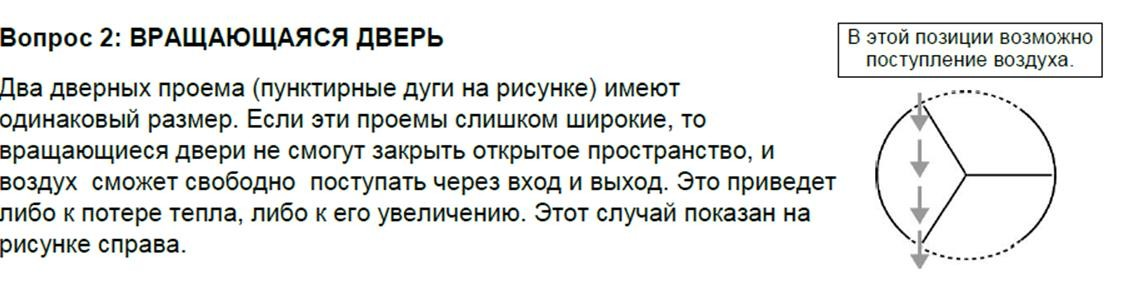 Вопрос 2: ВРАЩАЮЩАЯСЯ ДВЕРЬ
Два дверных проема (пунктирные дуги на рисунке) имеют
одинаковый размер. Если эти проемы слишком широкие, то
вращающиеся двери не смогут закрыть открытое пространство, и
воздух сможет свободно поступать через вход и выход. Это приведет
либо к потере тепла, либо к его увеличению. Этот случай показан на
рисунке справа.
В этой позиции возможно
поступление воздуха.